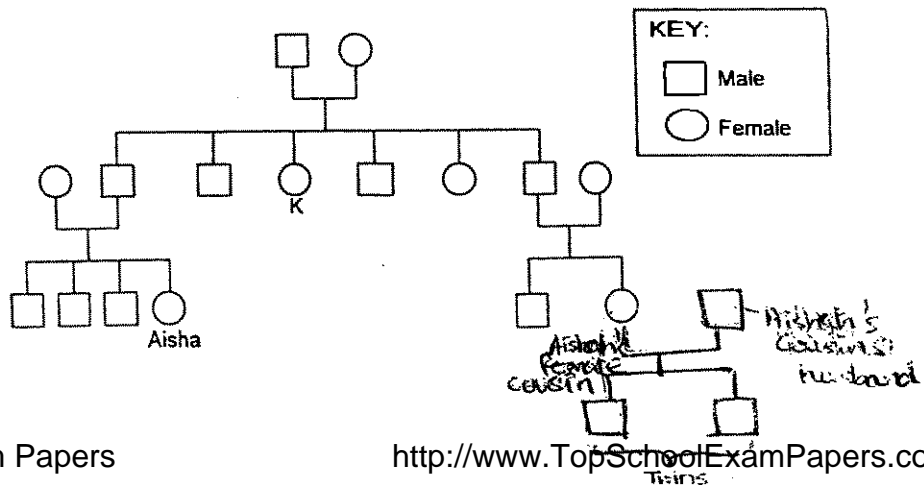 KEY:
Male
Female
K
Aisha
Aishah's
Female
cousin
Aishah's
Cousin's
husband
n Papers
http://www.TopSchoolExamPapers.co
Twins